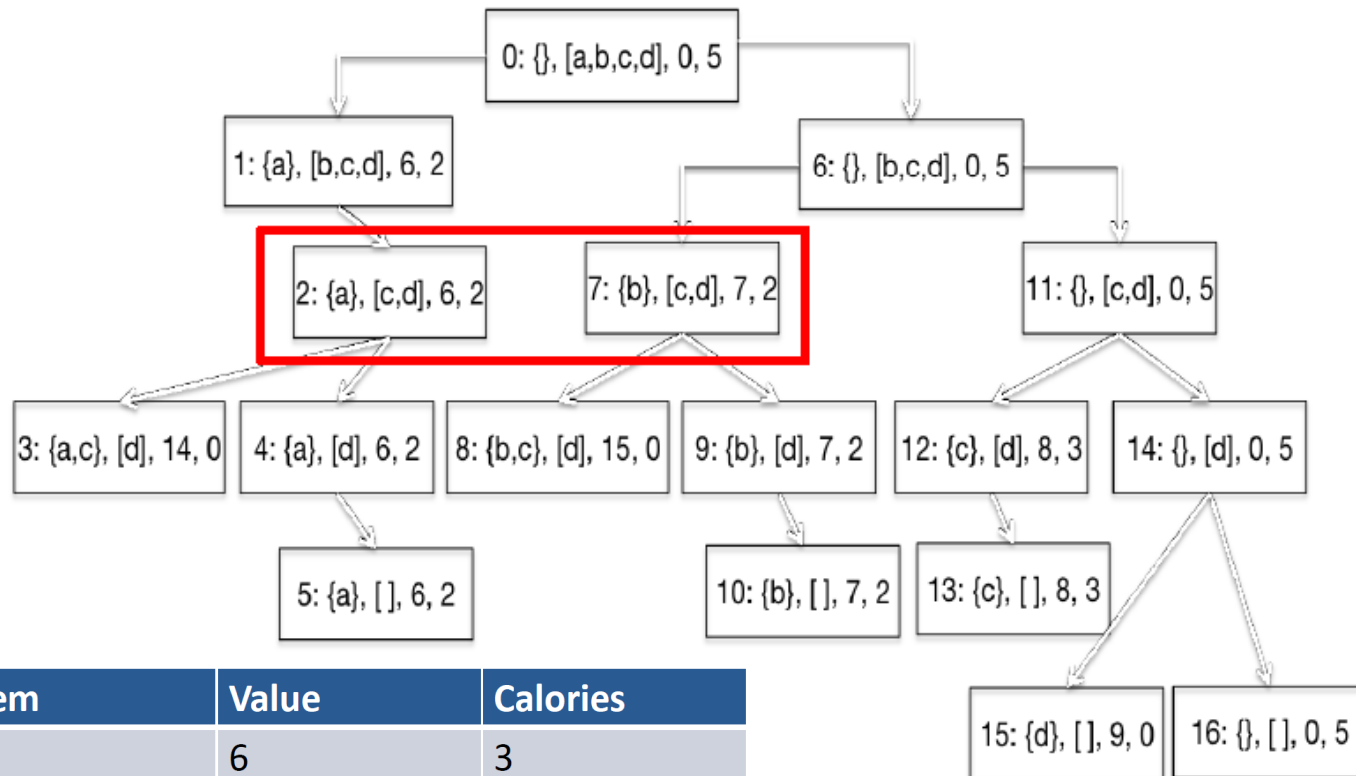 0: {}, [a,b,c,d], 0, 5
1: {a}, [b,c,d], 6, 2
6: {}, [b,c,d], 0, 5
2: {a}, [c,d], 6, 2
7: {b}, [c,d], 7, 2
11: {}, [c,d], 0, 5
3: {a,c}, [d], 14, 0
4: {a}, [d], 6, 2
8: {b,c}, [d], 15, 0
9: {b}, [d], 7, 2
12: {c}, [d], 8, 3
14: {}, [d], 0, 5
5: {a}, [ ], 6, 2
10: {b}, [ ], 7, 2
13: {c}, [ ], 8, 3
15: {d}, [ ], 9, 0
16: {}, [ ], 0, 5
em Value Calories
6 3